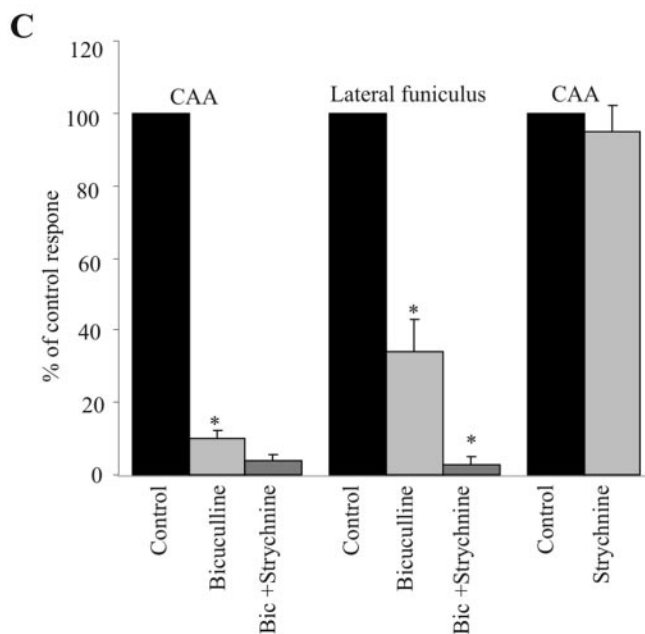 C
120
100
80
60
40
20
0
% of control respone
CAA
Lateral funiculus
CAA
*
*
*
Control
Bicuculline
Bic +Strychnine
Control
Bicuculline
Bic +Strychnine
Control
Strychnine